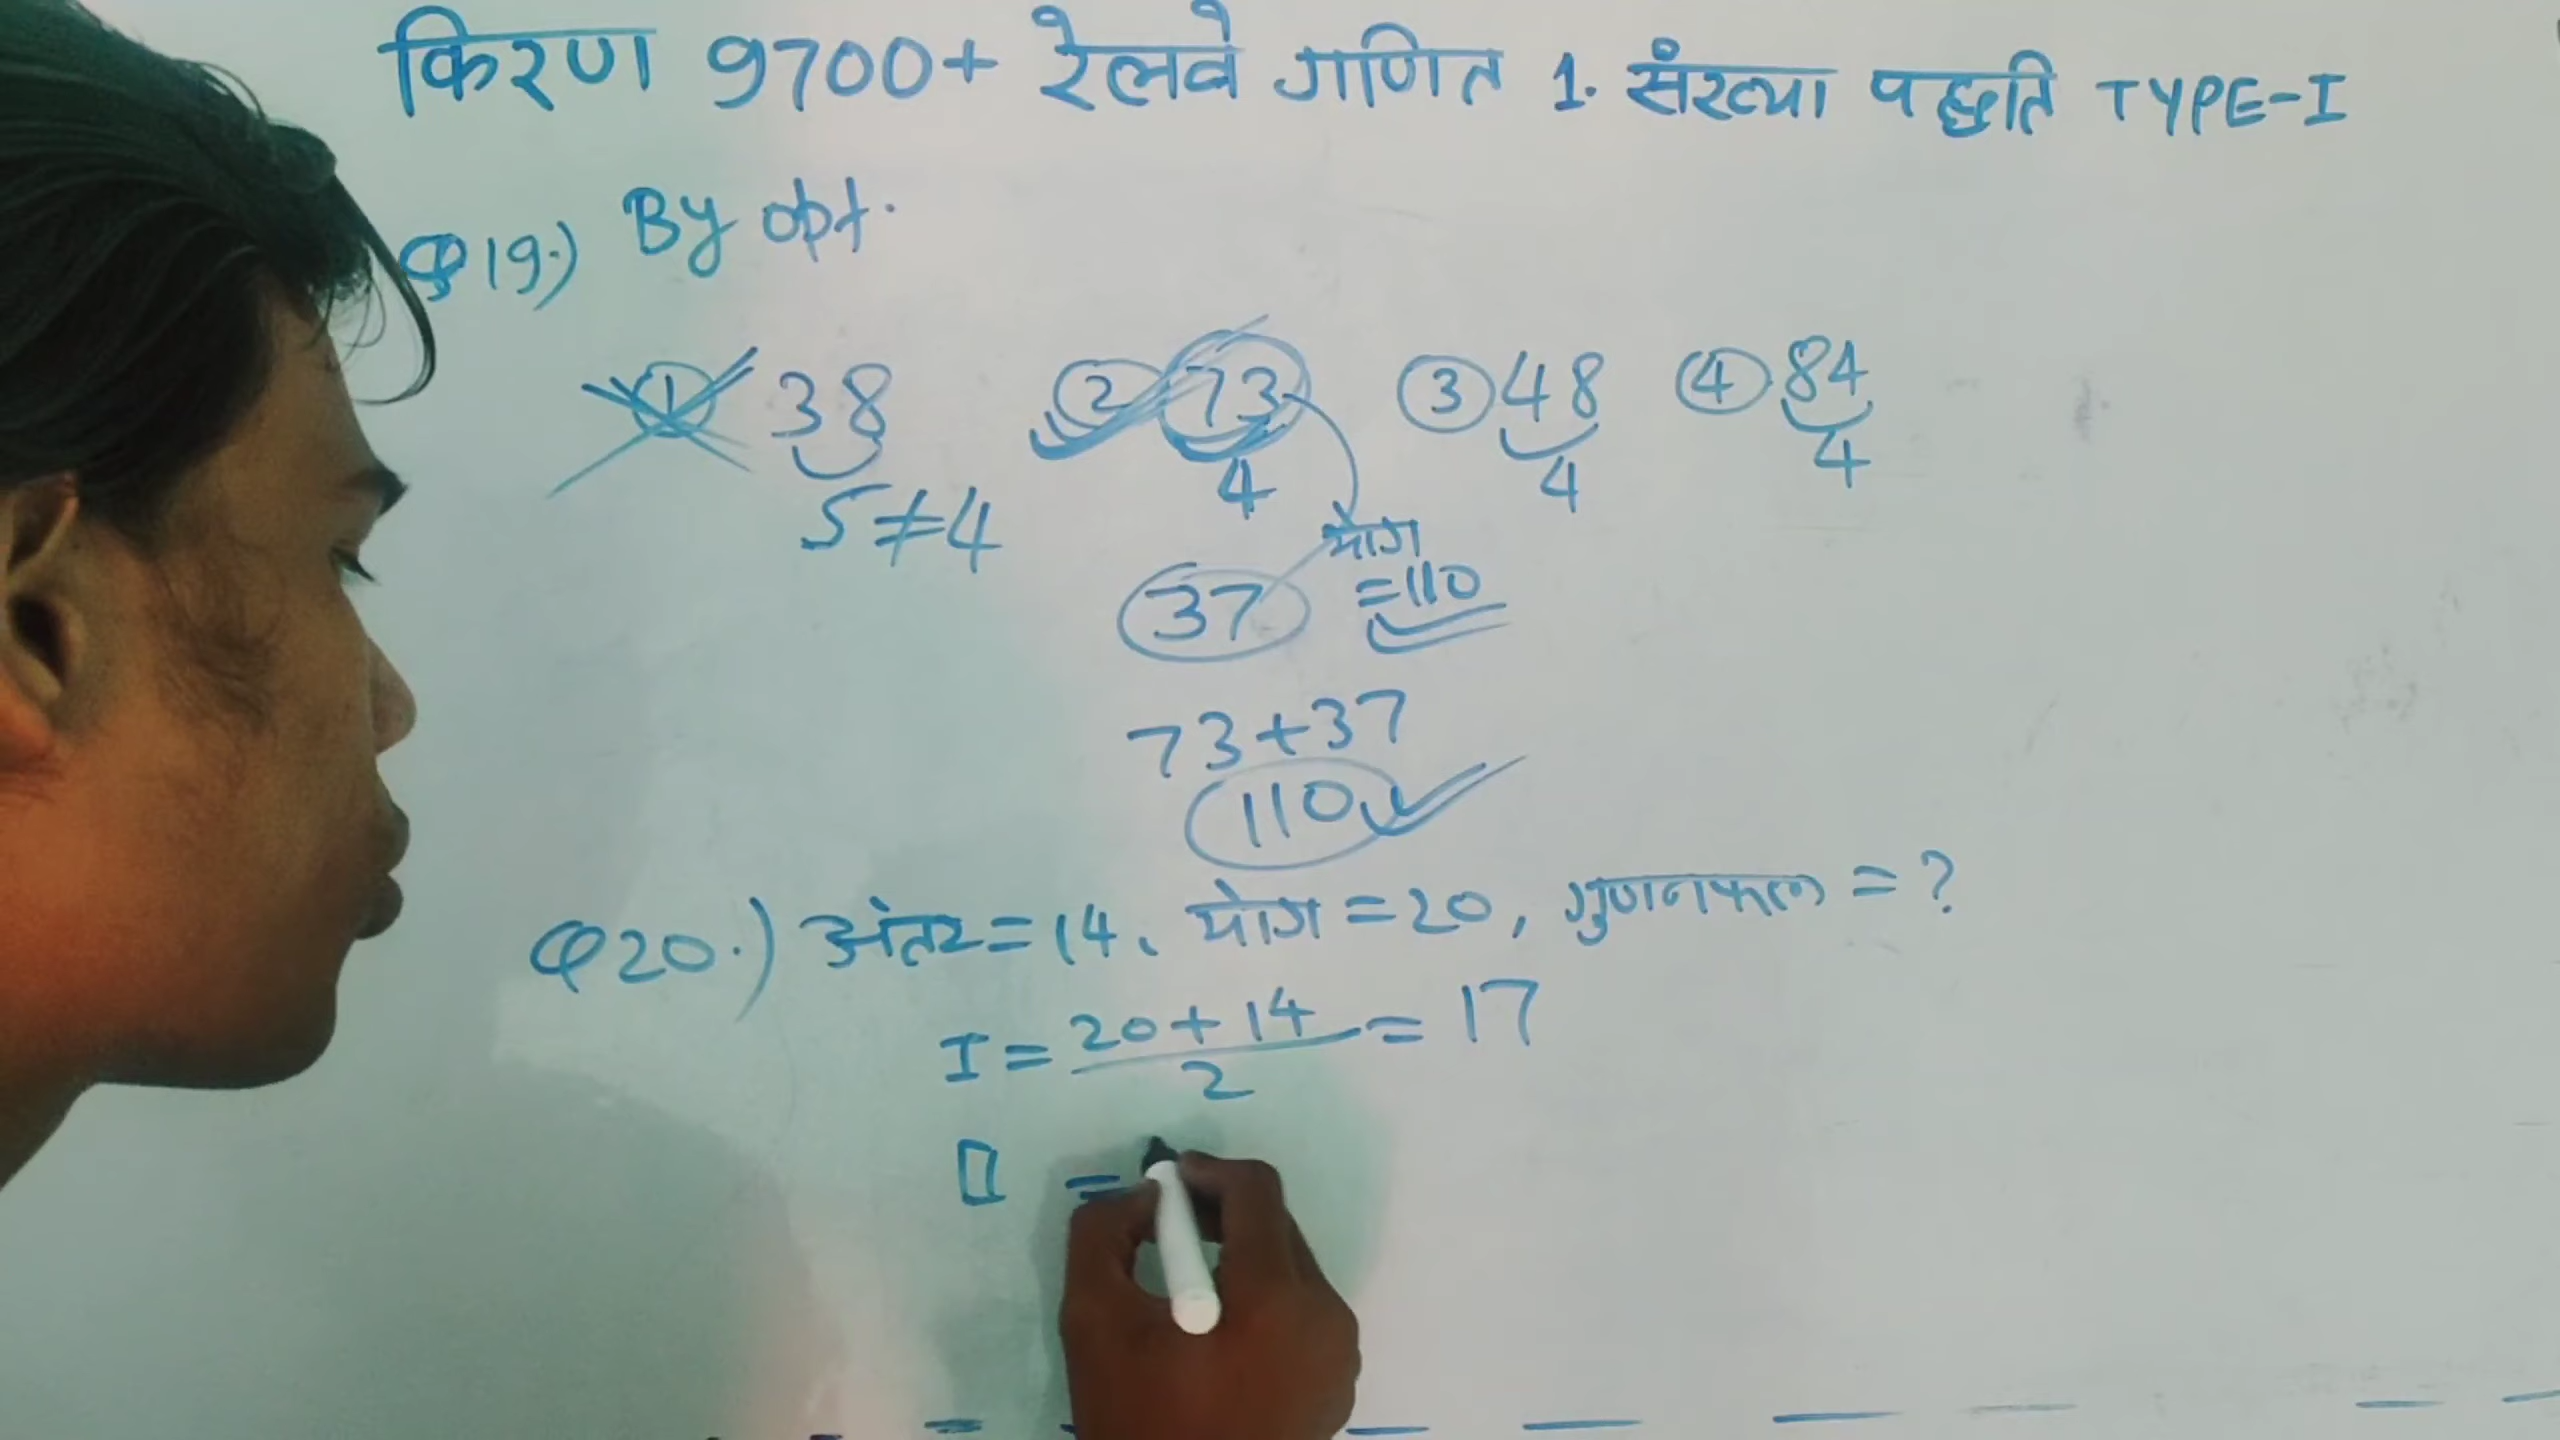 किरण 9700+ रेलवे गणित 1. संख्या पद्धति TYPE-I
Q19.) By opt.
① 38 ② 73 ③ 48 ④ 84
5≠4 4 4 4
योग
37 =110
73+37
110
Q20.) अंतर=14, योग=20, गुणनफल=?
I = 20+14 / 2 = 17
II =